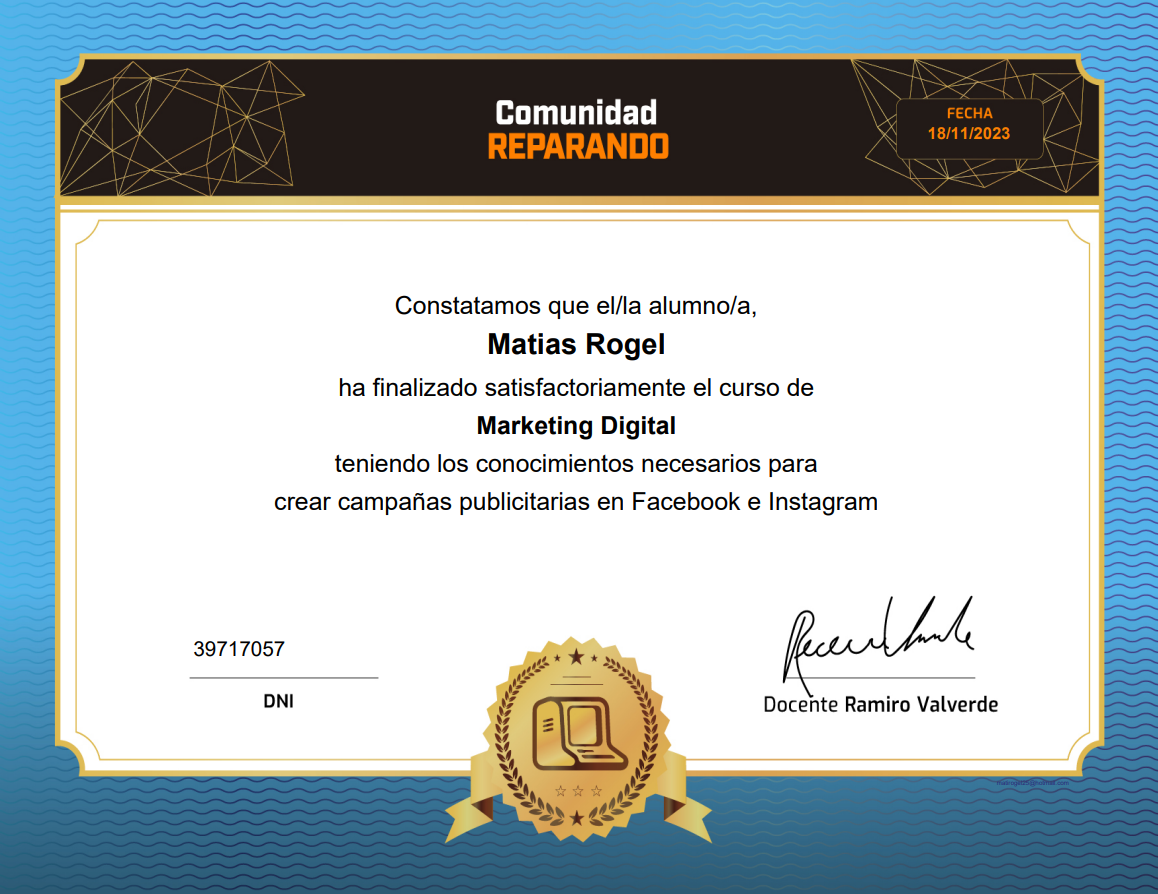 Comunidad
REPARANDO
FECHA
18/11/2023
Constatamos que el/la alumno/a,
Matias Rogel
ha finalizado satisfactoriamente el curso de
Marketing Digital
teniendo los conocimientos necesarios para
crear campañas publicitarias en Facebook e Instagram
39717057
DNI
Docente Ramiro Valverde